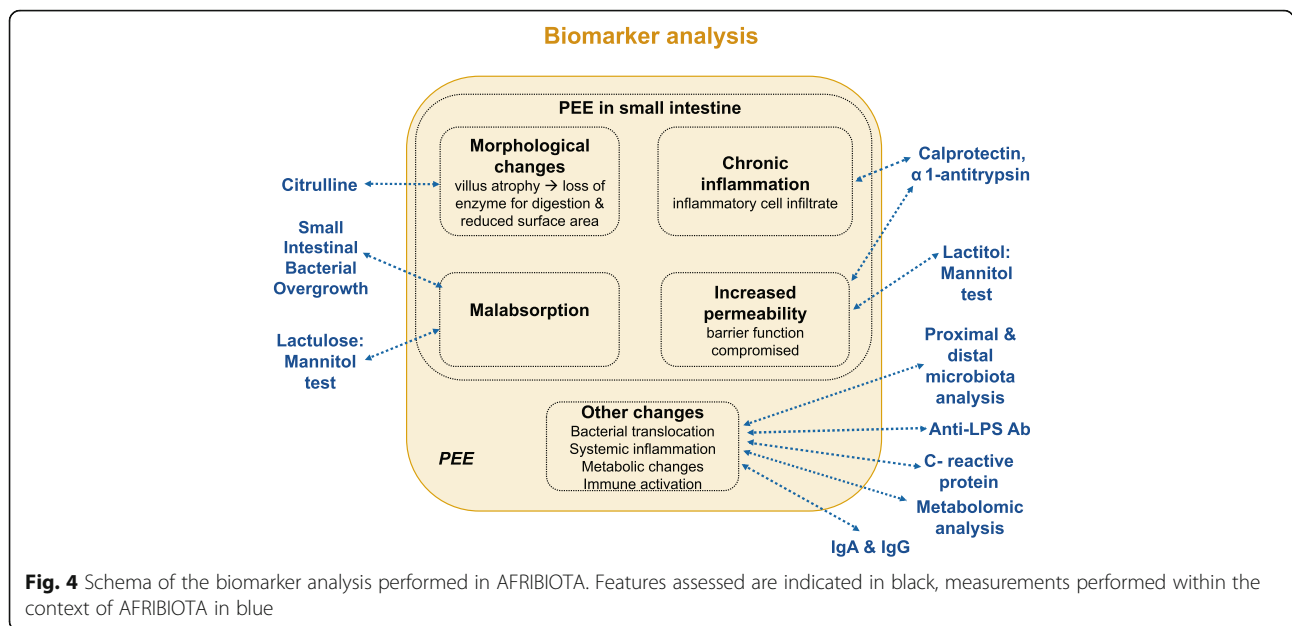 Biomarker analysis
PEE in small intestine
Morphological
changes
villus atrophy → loss of
enzyme for digestion &
reduced surface area
Chronic
inflammation
inflammatory cell infiltrate
Calprotectin,
α 1-antitrypsin
Citrulline
Small
Intestinal
Bacterial
Overgrowth
Malabsorption
Increased
permeability
barrier function
compromised
Lactitol:
Mannitol
test
Lactulose:
Mannitol
test
Proximal &
distal
microbiota
analysis
Other changes
Bacterial translocation
Systemic inflammation
Metabolic changes
Immune activation
PEE
Anti-LPS Ab
C- reactive
protein
Metabolomic
analysis
IgA & IgG
Fig. 4 Schema of the biomarker analysis performed in AFRIBIOTA. Features assessed are indicated in black, measurements performed within the
context of AFRIBIOTA in blue